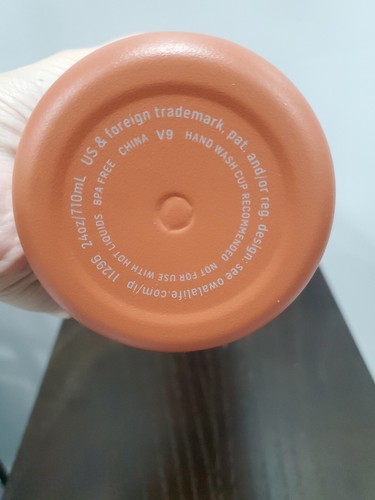 US & foreign trademark, pat. and/or reg. design. see owalalife.com/ip 11296 24oz/710mL
CHINA V9 HAND WASH CUP RECOMMENDED NOT FOR USE WITH HOT LIQUIDS BPA FREE